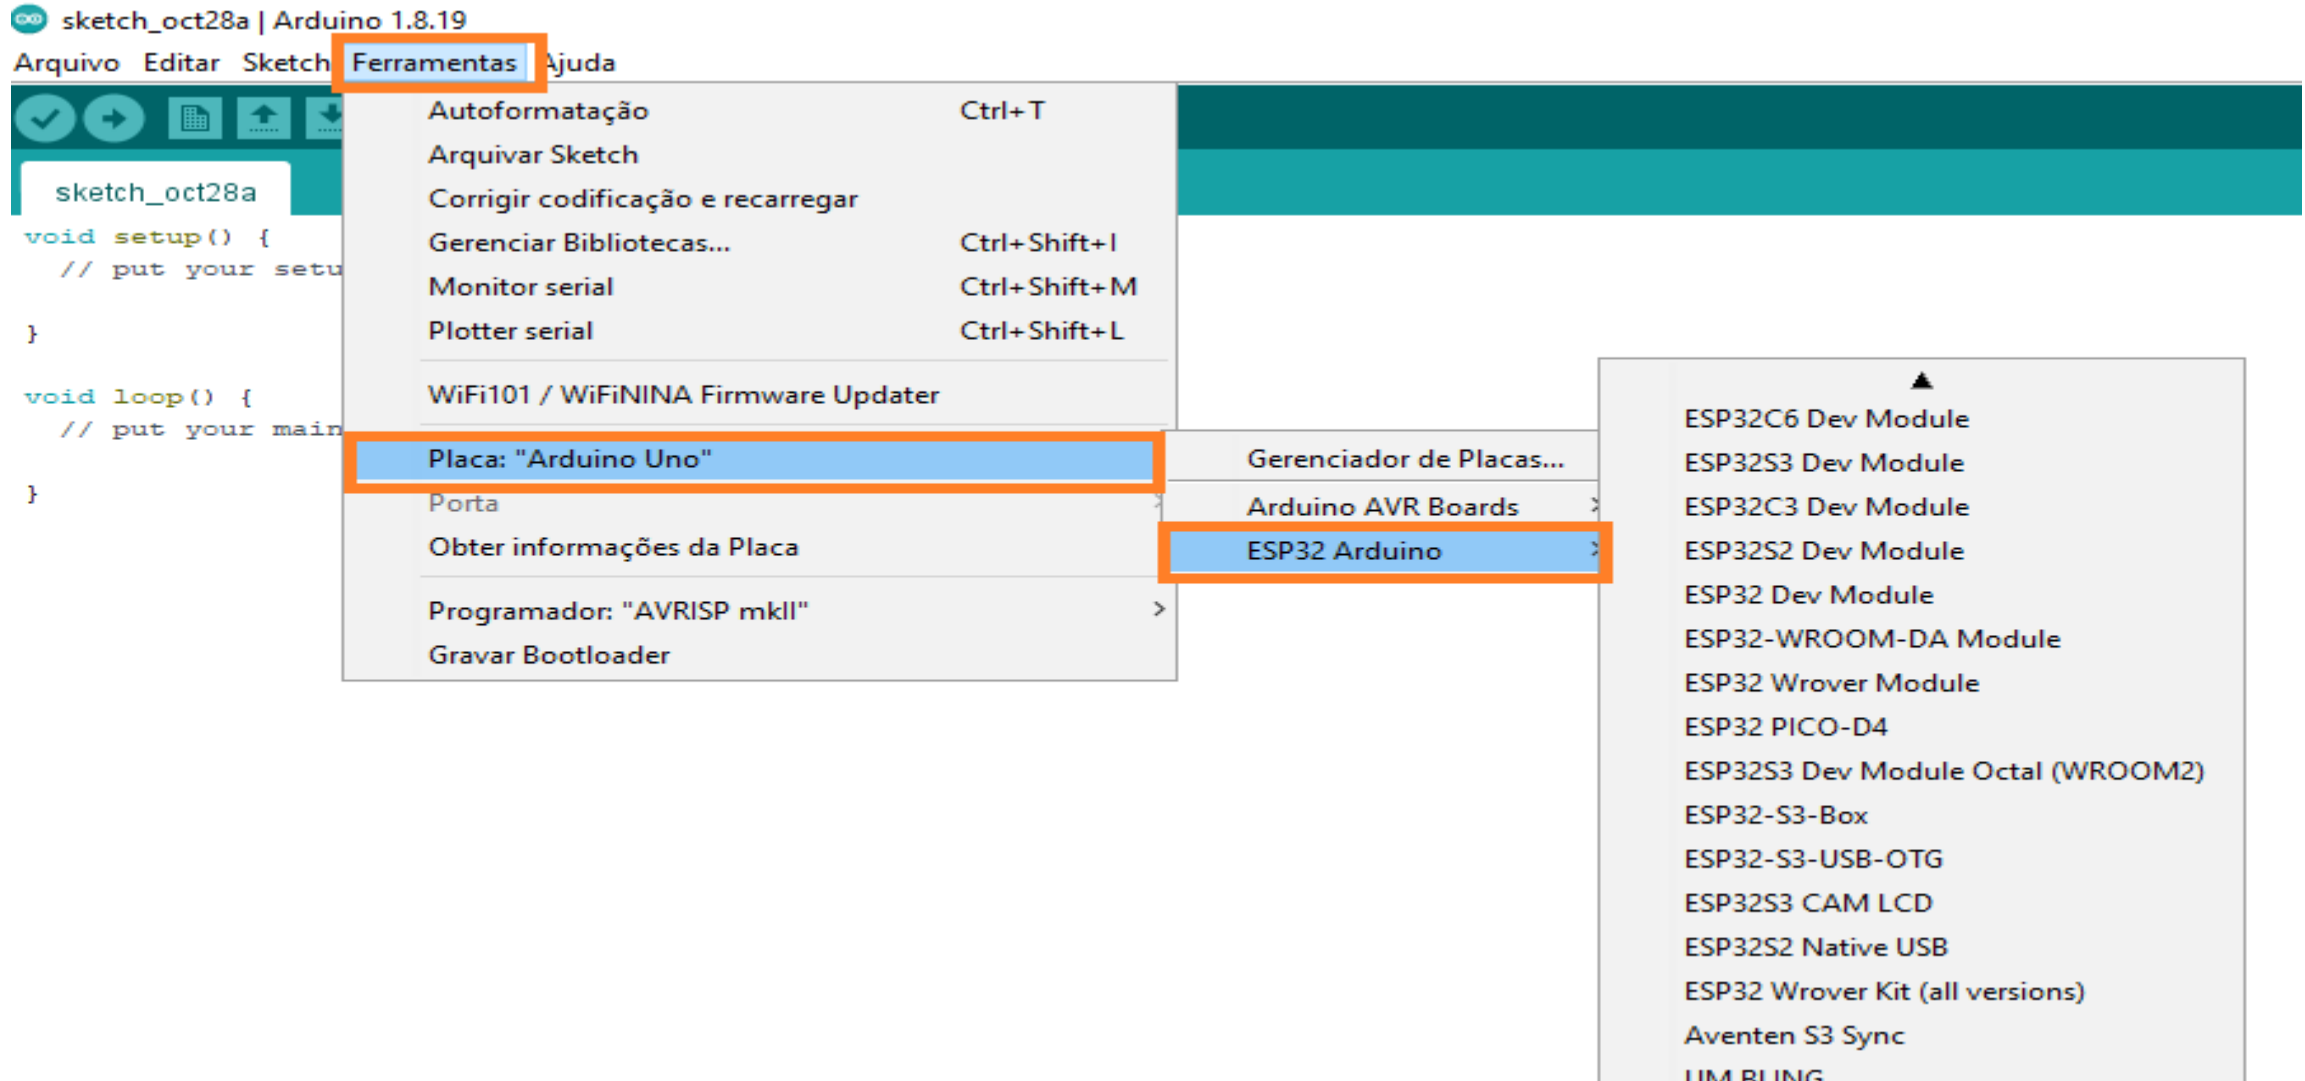 sketch_oct28a | Arduino 1.8.19
Arquivo Editar Sketch Ferramentas Ajuda
sketch_oct28a
void setup() {
// put your setu
}
void loop() {
// put your main
}
Autoformatação Ctrl+T
Arquivar Sketch
Corrigir codificação e recarregar
Gerenciar Bibliotecas... Ctrl+Shift+I
Monitor serial Ctrl+Shift+M
Plotter serial Ctrl+Shift+L
WiFi101 / WiFiNINA Firmware Updater
Placa: "Arduino Uno"
Porta
Obter informações da Placa
Programador: "AVRISP mkII"
Gravar Bootloader
Gerenciador de Placas...
Arduino AVR Boards
ESP32 Arduino
ESP32C6 Dev Module
ESP32S3 Dev Module
ESP32C3 Dev Module
ESP32S2 Dev Module
ESP32 Dev Module
ESP32-WROOM-DA Module
ESP32 Wrover Module
ESP32 PICO-D4
ESP32S3 Dev Module Octal (WROOM2)
ESP32-S3-Box
ESP32-S3-USB-OTG
ESP32S3 CAM LCD
ESP32S2 Native USB
ESP32 Wrover Kit (all versions)
Aventen S3 Sync